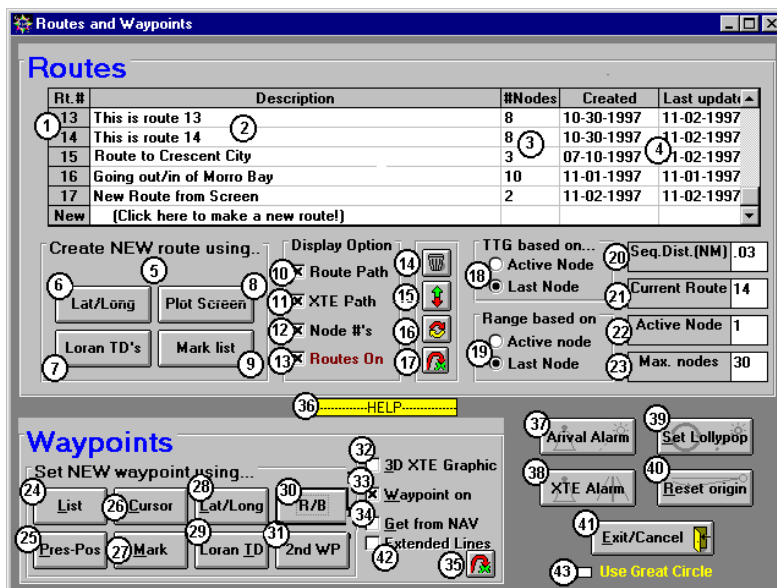 Routes and Waypoints
Routes
Rt.# Description #Nodes Created Last update
13 This is route 13 8 10-30-1997 11-02-1997
1 2 3 4
14 This is route 14 8 10-30-1997 11-02-1997
15 Route to Crescent City 3 07-10-1997 11-02-1997
16 Going out/in of Morro Bay 10 11-01-1997 11-01-1997
17 New Route from Screen 2 11-02-1997 11-02-1997
New (Click here to make a new route!)
Create NEW route using..
5
6 Lat/Long
Plot Screen 8
Loran TD's 7
Mark list 9
Display Option
10 Route Path
11 XTE Path
12 Node #'s
13 Routes On
14
15
16
17
TTG based on...
18 Active Node
Last Node
Range based on
19 Active node
Last Node
20 Seq.Dist.(NM) .03
21 Current Route 14
22 Active Node 1
23 Max. nodes 30
36 ------------HELP------------
Waypoints
Set NEW waypoint using...
24 List
26 Cursor
28 Lat/Long
30 R/B
25 Pres-Pos
27 Mark
29 Loran TD
31 2nd WP
32 3D XTE Graphic
33 Waypoint on
34 Get from NAV
42 Extended Lines
35
37 Arival Alarm
39 Set Lollypop
38 XTE Alarm
40 Reset origin
41 Exit/Cancel
43 Use Great Circle